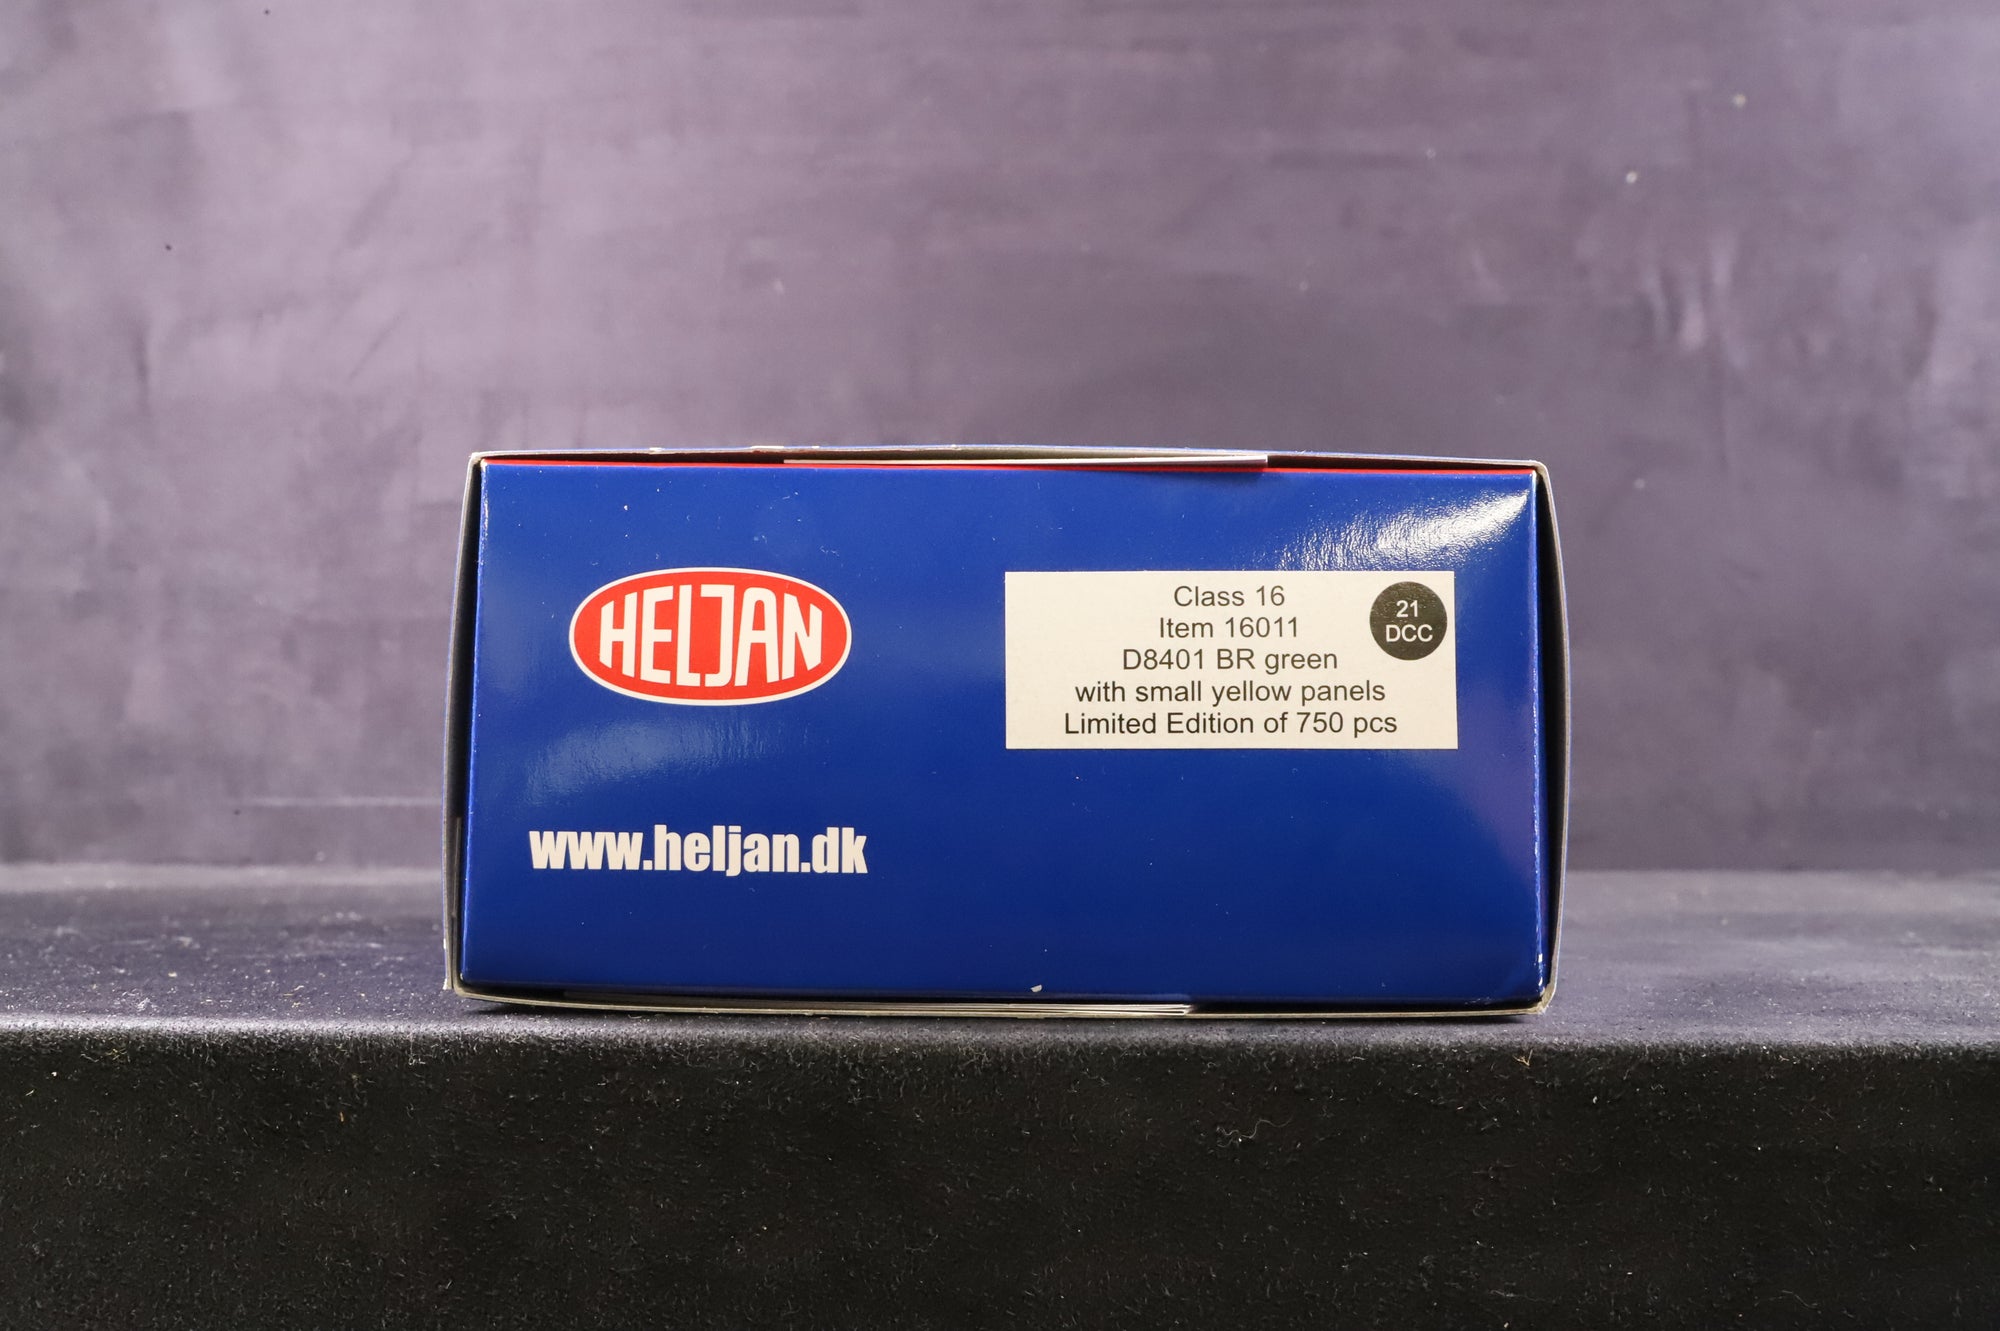 HELJAN
www.heljan.dk
Class 16
Item 16011
D8401 BR green
with small yellow panels
Limited Edition of 750 pcs
21
DCC